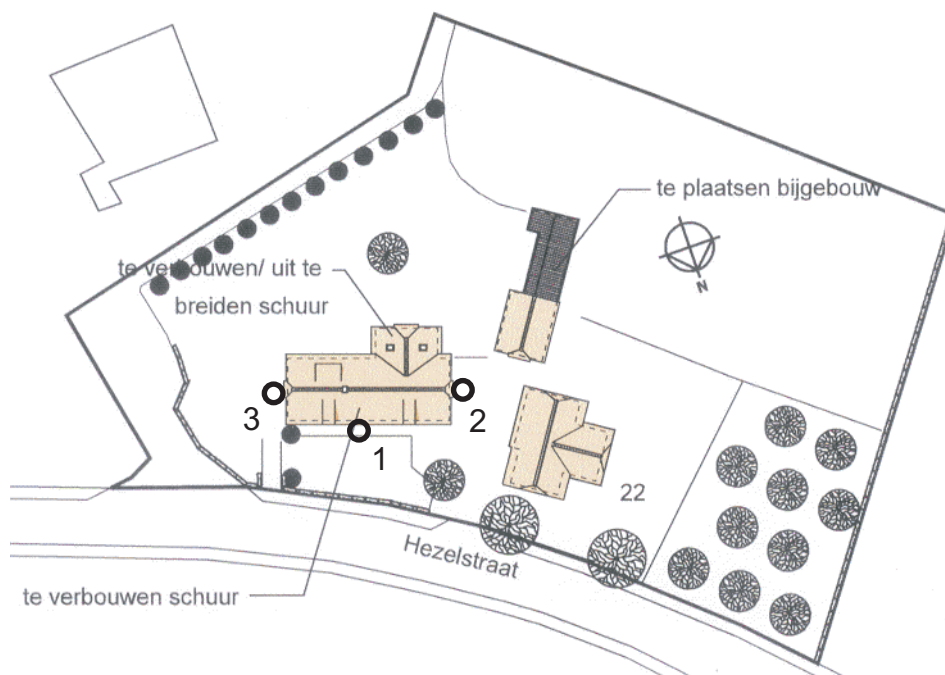 te plaatsen bijgebouw
te verbouwen/ uit te
breiden schuur
N
3
2
1
22
Hezelstraat
te verbouwen schuur